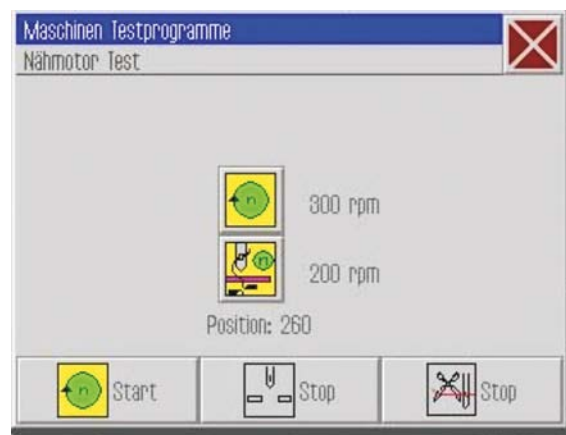 Maschinen Testprogramme
Nähmotor Test
n
300 rpm
n
200 rpm
Position: 260
n Start
Stop
Stop